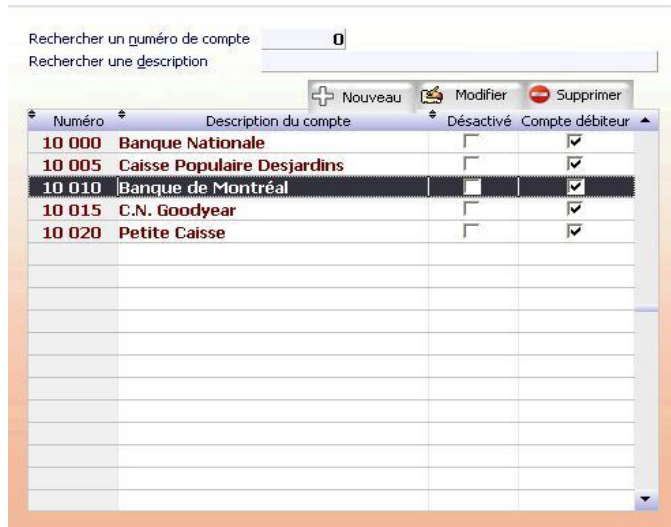 Rechercher un numéro de compte 0
Rechercher une description
Nouveau Modifier Supprimer
Numéro Description du compte Désactivé Compte débiteur
10 000 Banque Nationale
10 005 Caisse Populaire Desjardins
10 010 Banque de Montréal
10 015 C.N. Goodyear
10 020 Petite Caisse